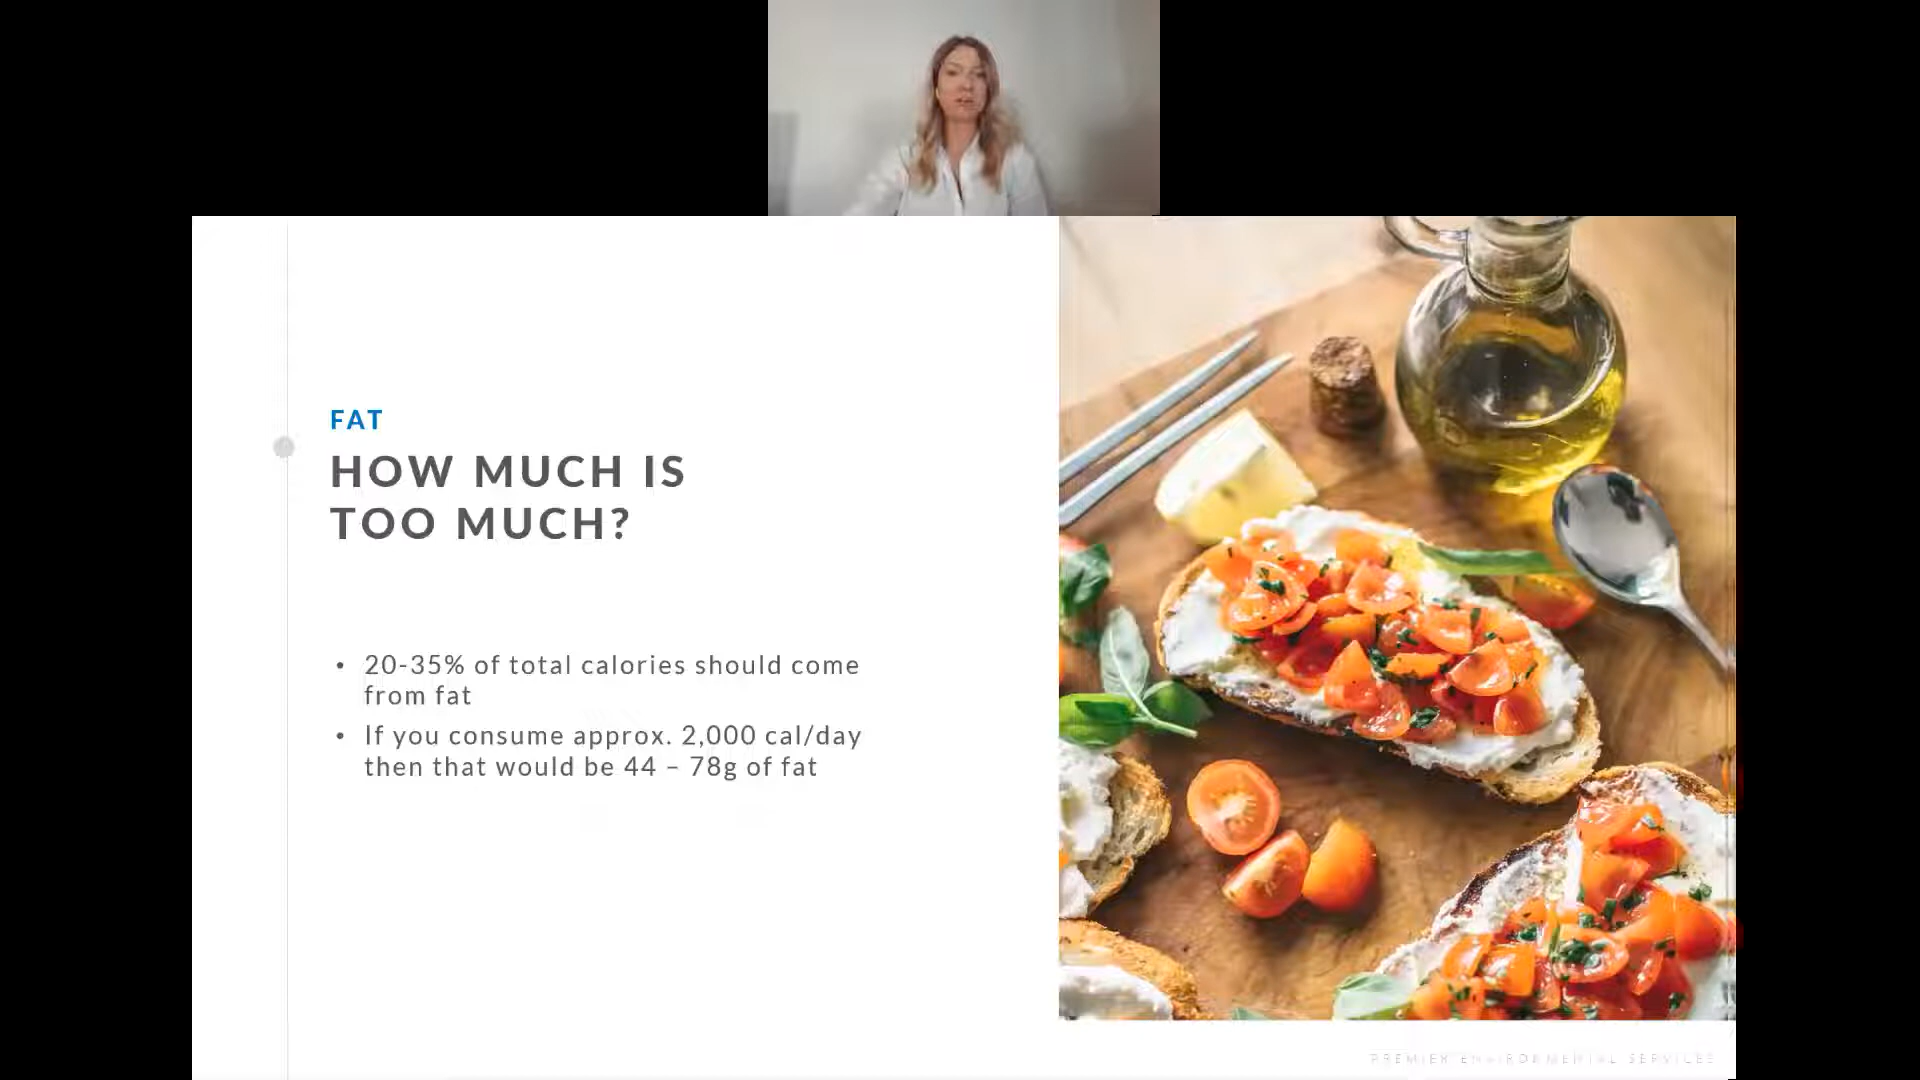 FAT
HOW MUCH IS
TOO MUCH?
• 20-35% of total calories should come
from fat
• If you consume approx. 2,000 cal/day
then that would be 44 – 78g of fat
PREMIER ENVIRONMENTAL SERVICES